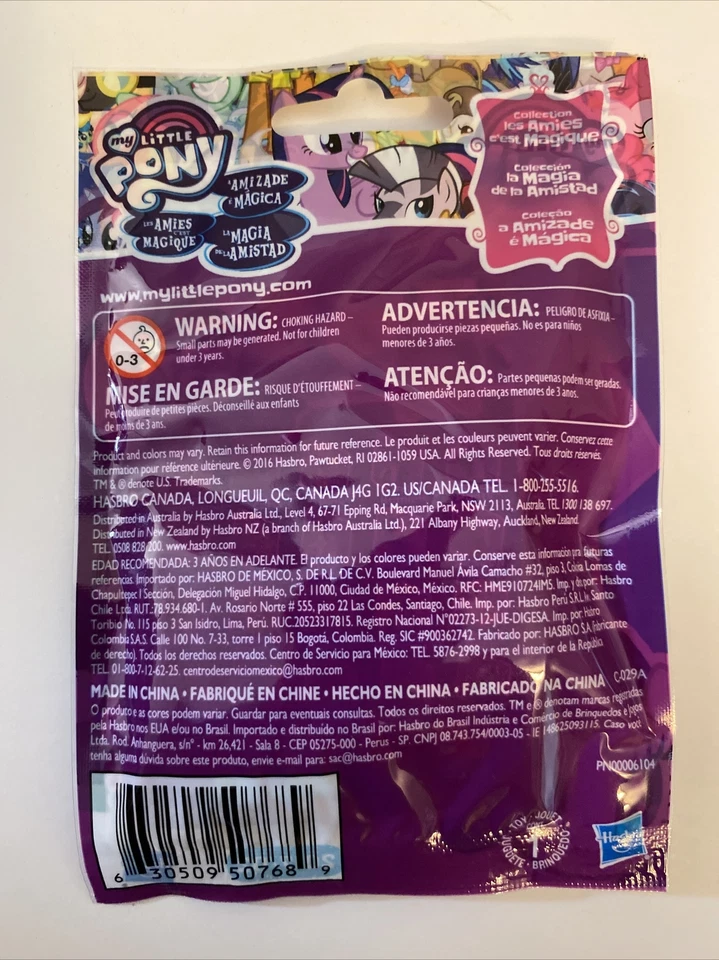 my LITTLE PONY
A AMIZADE É MÁGICA
LES AMIES C'EST MAGIQUE
LA MAGIA DE LA AMISTAD
Collection
les Amies
c'est Magique
Colección
la Magia
de la Amistad
Coleção
a Amizade
é Mágica
www.mylittlepony.com
0-3
WARNING: CHOKING HAZARD –
Small parts may be generated. Not for children
under 3 years.
ADVERTENCIA: PELIGRO DE ASFIXIA –
Pueden producirse piezas pequeñas. No es para niños
menores de 3 años.
MISE EN GARDE: RISQUE D'ÉTOUFFEMENT –
Peut produire de petites pièces. Déconseillé aux enfants
de moins de 3 ans.
ATENÇÃO: Partes pequenas podem ser geradas.
Não recomendável para crianças menores de 3 anos.
Product and colors may vary. Retain this information for future reference. Le produit et les couleurs peuvent varier. Conservez cette
information pour référence ultérieure. © 2016 Hasbro, Pawtucket, RI 02861-1059 USA. All Rights Reserved. Tous droits réservés.
TM & ® denote U.S. Trademarks.
HASBRO CANADA, LONGUEUIL, QC, CANADA J4G 1G2. US/CANADA TEL. 1-800-255-5516.
Distributed in Australia by Hasbro Australia Ltd., Level 4, 67-71 Epping Rd, Macquarie Park, NSW 2113, Australia. TEL. 1300 138 697.
Distributed in New Zealand by Hasbro NZ (a branch of Hasbro Australia Ltd.), 221 Albany Highway, Auckland, New Zealand.
TEL. 0508 828 200. www.hasbro.com
EDAD RECOMENDADA: 3 AÑOS EN ADELANTE. El producto y los colores pueden variar. Conserve esta información para futuras
referencias. Importado por: HASBRO DE MÉXICO, S. DE R.L. DE C.V. Boulevard Manuel Ávila Camacho #32, piso 3, Colonia Lomas de
Chapultepec I Sección, Delegación Miguel Hidalgo, C.P. 11000, Ciudad de México, México. RFC: HME910724IM5. Imp. y dis por: Hasbro
Chile Ltda. RUT:78.934.680-1. Av. Rosario Norte # 555, piso 22 Las Condes, Santiago, Chile. Imp. por: Hasbro Perú S.R.L. Av. Santo
Toribio No. 115 piso 3 San Isidro, Lima, Perú. RUC.20523317815. Registro Nacional N°02273-12-JUE-DIGESA. Imp. por: Hasbro
Colombia S.A.S. Calle 100 No. 7-33, torre 1 piso 15 Bogotá, Colombia. Reg. SIC #900362742. Fabricado por: HASBRO SA (fabricante
de derecho). Todos los derechos reservados. Centro de Servicio para México: TEL. 5876-2998 y para el interior de la República
TEL. 01-800-7-12-62-25. centrodeserviciomexico@hasbro.com
MADE IN CHINA • FABRIQUÉ EN CHINE • HECHO EN CHINA • FABRICADO NA CHINA C-029A
O produto e as cores podem variar. Guardar para eventuais consultas. Todos os direitos reservados. TM e ® denotam marcas registradas
pela Hasbro nos EUA e/ou no Brasil. Importado e distribuído no Brasil por: Hasbro do Brasil Indústria e Comércio de Brinquedos e Jogos
Ltda. Rod. Anhanguera, s/nº - km 26,421 - Sala 8 - CEP 05275-000 - Perus - SP. CNPJ 08.743.754/0003-05 - IE 148625093115. Caso você
tenha alguma dúvida sobre este produto, envie e-mail para: sac@hasbro.com
PN00006104
TOY JOUET
JUGUETE BRINQUEDO
Hasbro
6 30509 50768 9